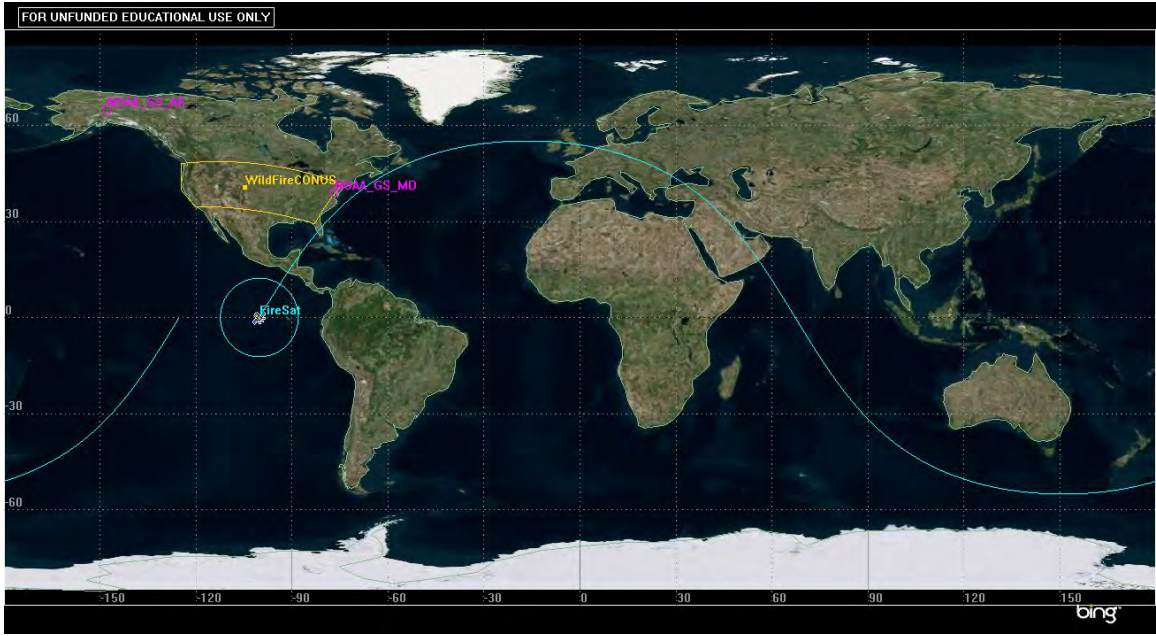 FOR UNFUNDED EDUCATIONAL USE ONLY
NOAA_GS_AA
60
WildFireCONUS
NOAA_GS_MD
30
0
FireSat
-30
-60
-150 -120 -90 -60 -30 0 30 60 90 120 150
bing